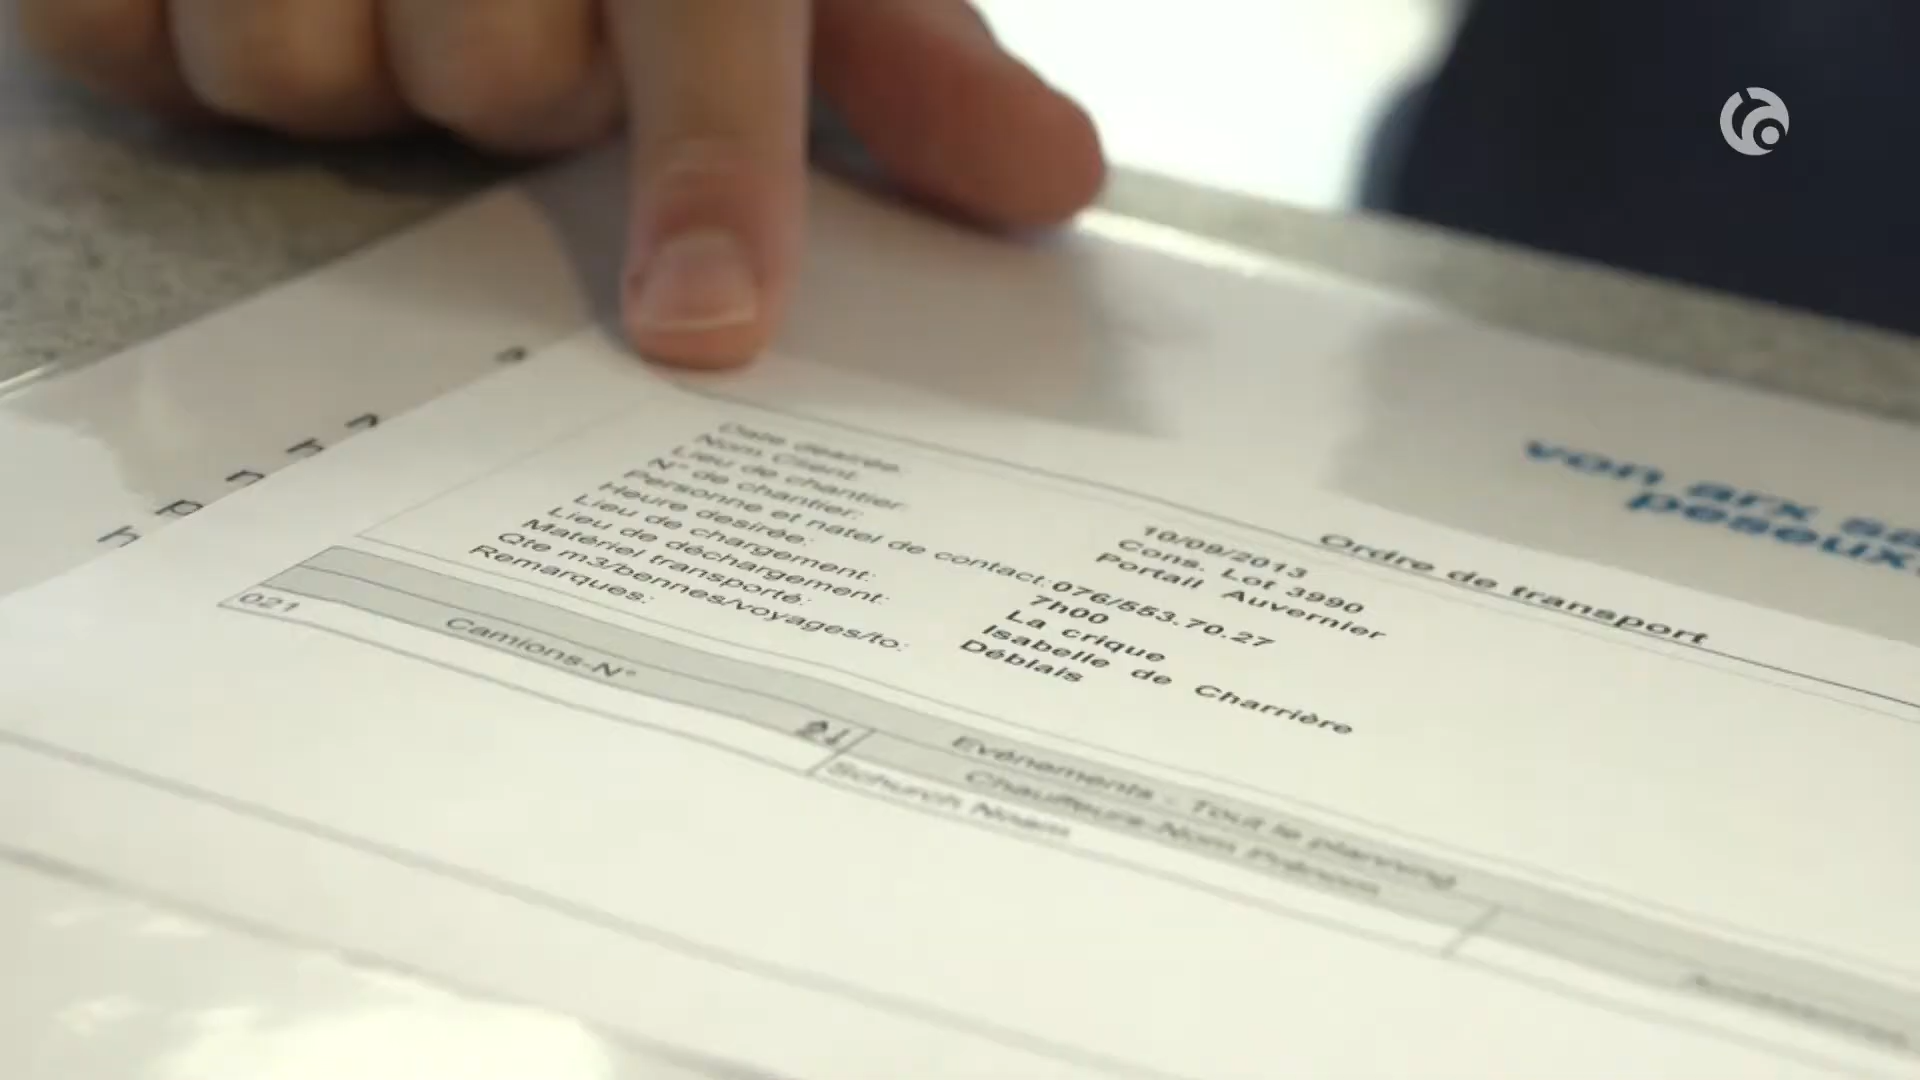 von arx sa
peseux
Ordre de transport
Date désirée:
10/09/2013
Nom Client:
Cons. Lot 3990
Lieu de chantier:
Portail Auvernier
N° de chantier:
Personne et natel de contact:
076/553.70.27
Heure désirée:
7h00
Lieu de chargement:
La crique
Lieu de déchargement:
Isabelle de Charrière
Matériel transporté:
Déblais
Qte m3/bennes/voyages/to:
Remarques:
Evénements - Tout le planning
Camions-N°
Chauffeurs-Nom Prénom
021
Schurch Noam